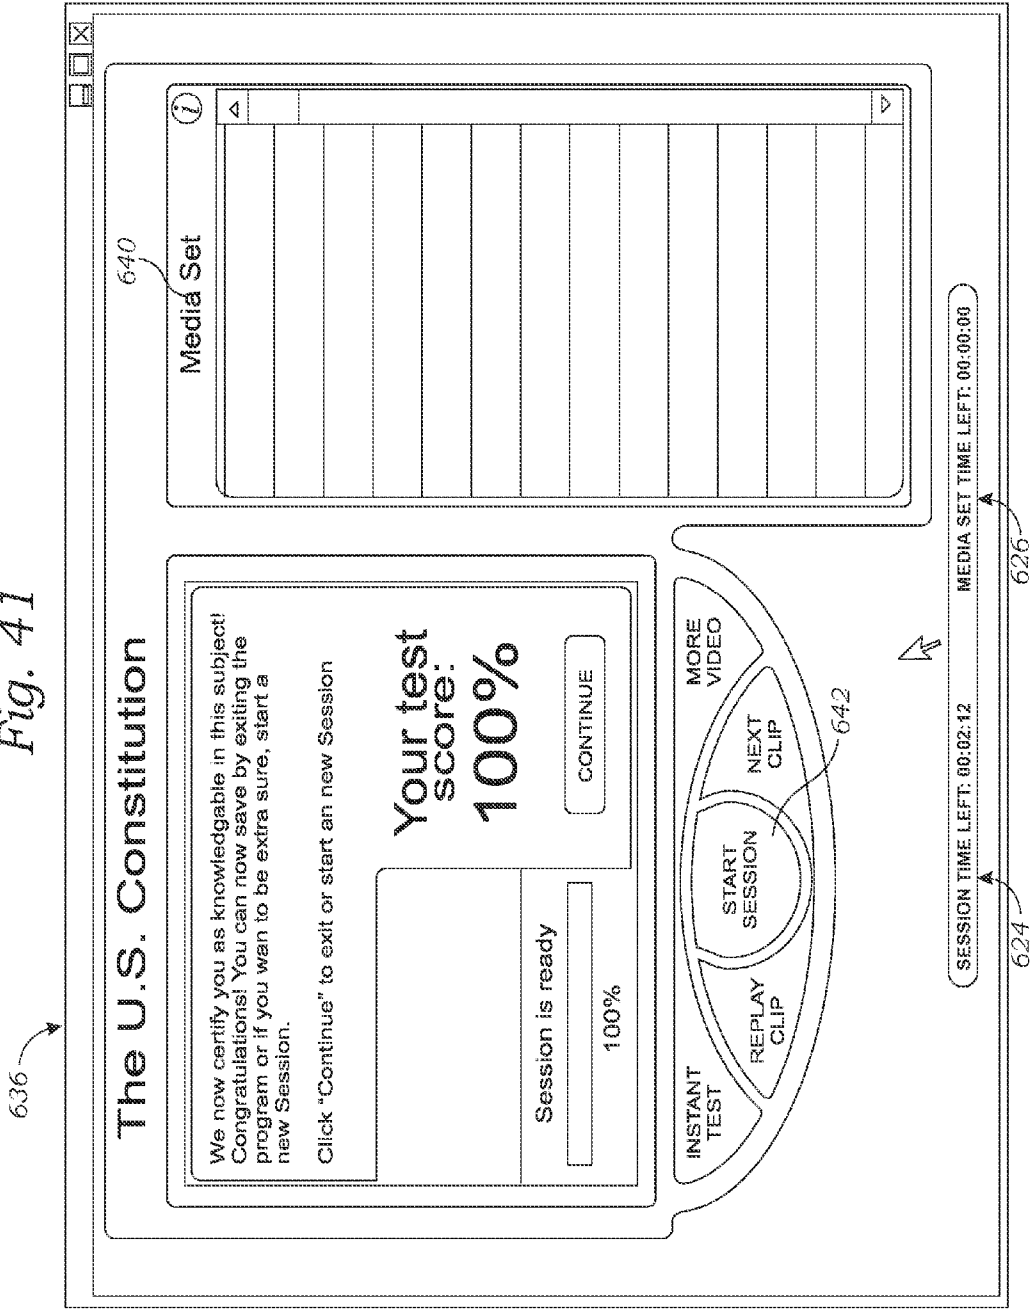 Fig. 41
636
The U.S. Constitution
We now certify you as knowledgable in this subject!
Congratulations! You can now save by exiting the
program or if you wan to be extra sure, start a
new Session.
Click "Continue" to exit or start an new Session
Your test
score:
100%
CONTINUE
Session is ready
100%
640
Media Set
i
INSTANT
TEST
REPLAY
CLIP
START
SESSION
NEXT
CLIP
MORE
VIDEO
642
SESSION TIME LEFT: 00:02:12
MEDIA SET TIME LEFT: 00:00:00
624
626